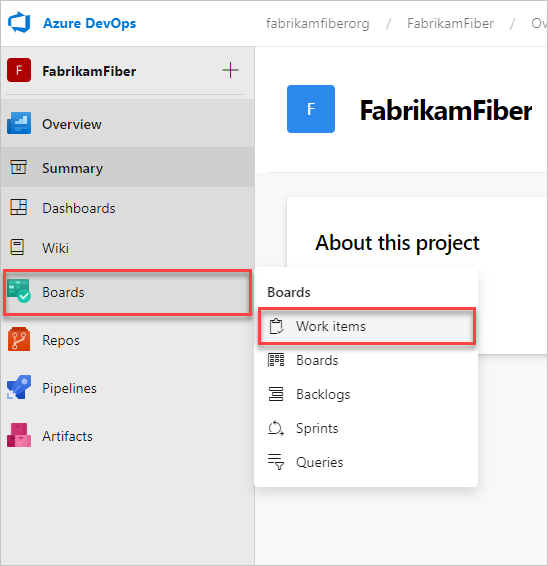 Azure DevOps
fabrikamfiberorg / FabrikamFiber / Ov
F FabrikamFiber +
F FabrikamFiber
Overview
Summary
Dashboards
Wiki
Boards
Repos
Pipelines
Artifacts
About this project
Boards
Work items
Boards
Backlogs
Sprints
Queries